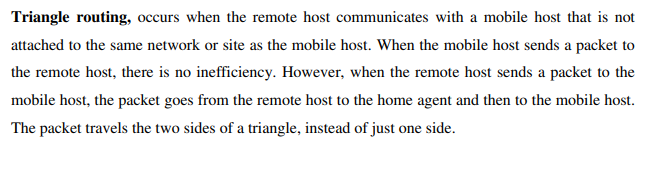 Triangle routing, occurs when the remote host communicates with a mobile host that is not
attached to the same network or site as the mobile host. When the mobile host sends a packet to
the remote host, there is no inefficiency. However, when the remote host sends a packet to the
mobile host, the packet goes from the remote host to the home agent and then to the mobile host.
The packet travels the two sides of a triangle, instead of just one side.